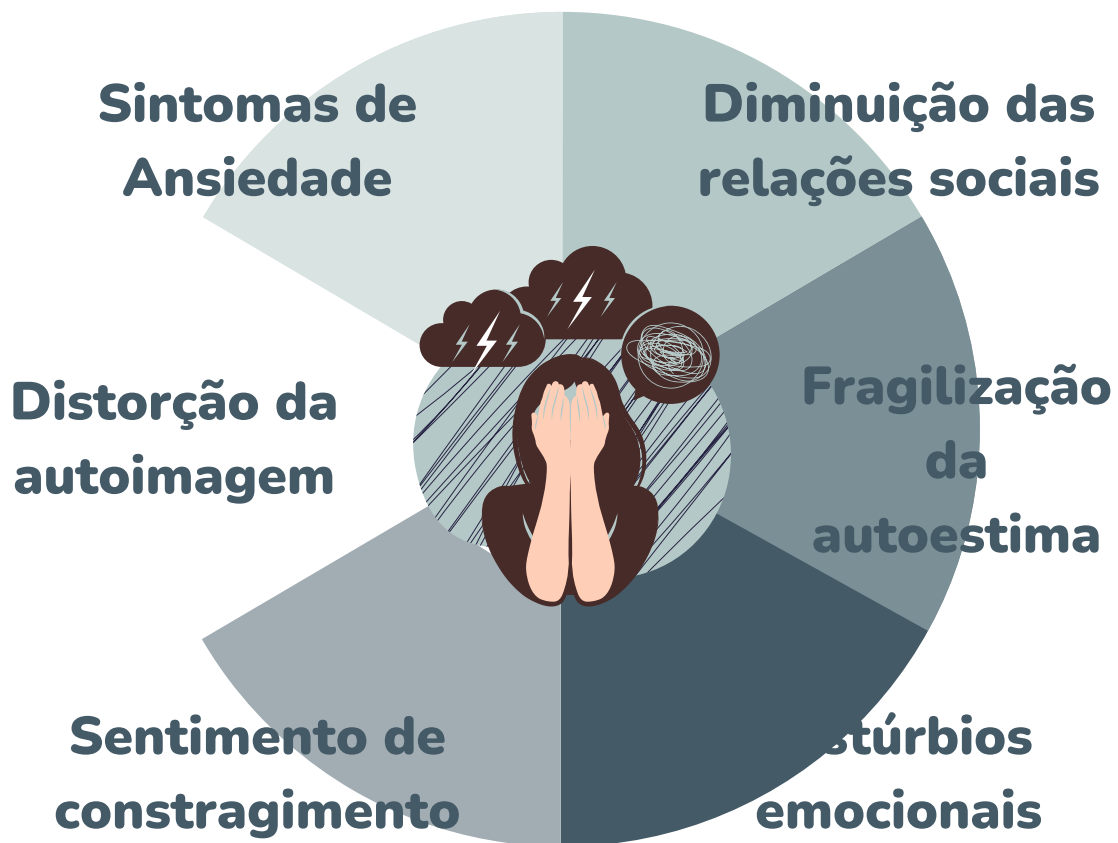 Sintomas de
Ansiedade
Diminuição das
relações sociais
Distorção da
autoimagem
Fragilização
da
autoestima
Sentimento de
constragimento
emocionais